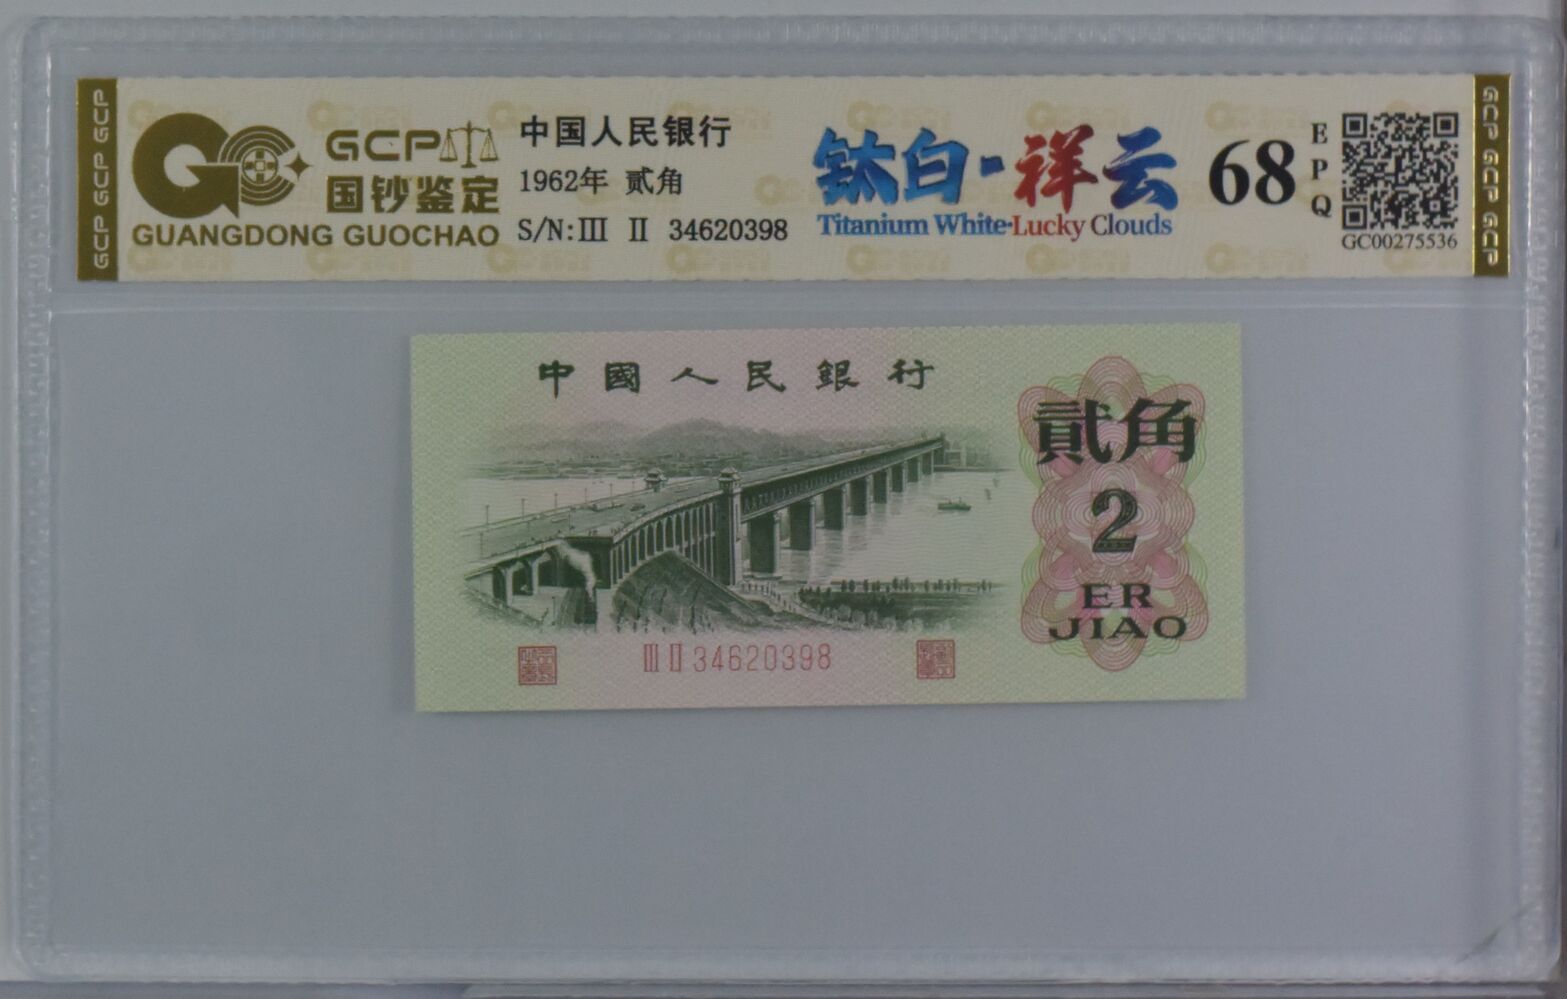 GCP GCP GCP
GCP
国钞鉴定
GUANGDONG GUOCHAO
中国人民银行
1962年 贰角
S/N:Ⅲ Ⅱ 34620398
钛白-祥云
Titanium White-Lucky Clouds
68
EPQ
GC00275536
GCP GCP GCP
中國人民銀行
貳角
2
ER
JIAO
Ⅲ Ⅱ 34620398